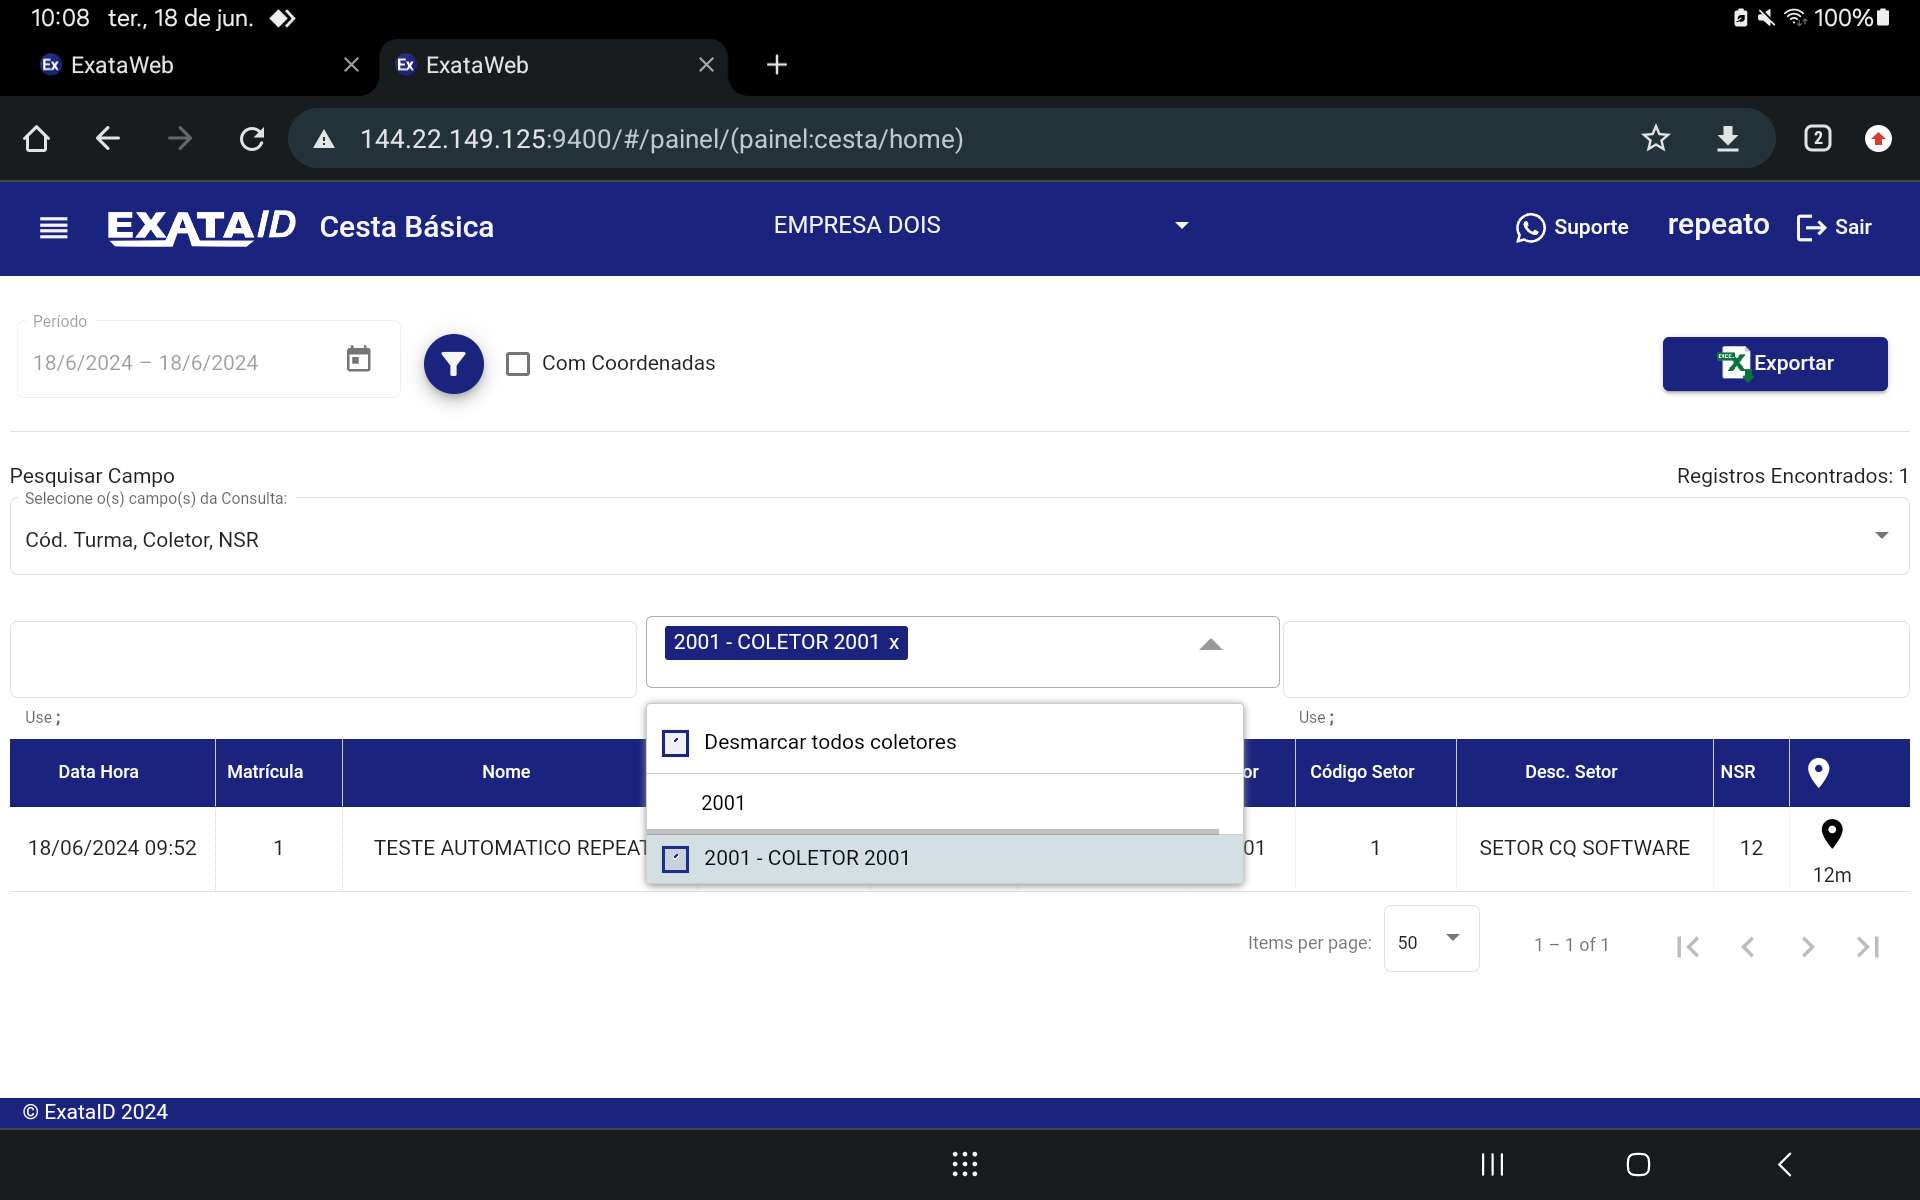 10:08 ter., 18 de jun. 100%
Ex ExataWeb Ex ExataWeb
144.22.149.125:9400/#/painel/(painel:cesta/home) 2
EXATAID Cesta Básica EMPRESA DOIS Suporte repeato Sair
Período
18/6/2024 – 18/6/2024 Com Coordenadas Exportar
Pesquisar Campo Registros Encontrados: 1
Selecione o(s) campo(s) da Consulta:
Cód. Turma, Coletor, NSR
2001 - COLETOR 2001 x
Use ; Use ;
Desmarcar todos coletores
Data Hora Matrícula Nome or Código Setor Desc. Setor NSR
2001
18/06/2024 09:52 1 TESTE AUTOMATICO REPEAT 01 1 SETOR CQ SOFTWARE 12
2001 - COLETOR 2001
12m
Items per page: 50 1 – 1 of 1
© ExataID 2024